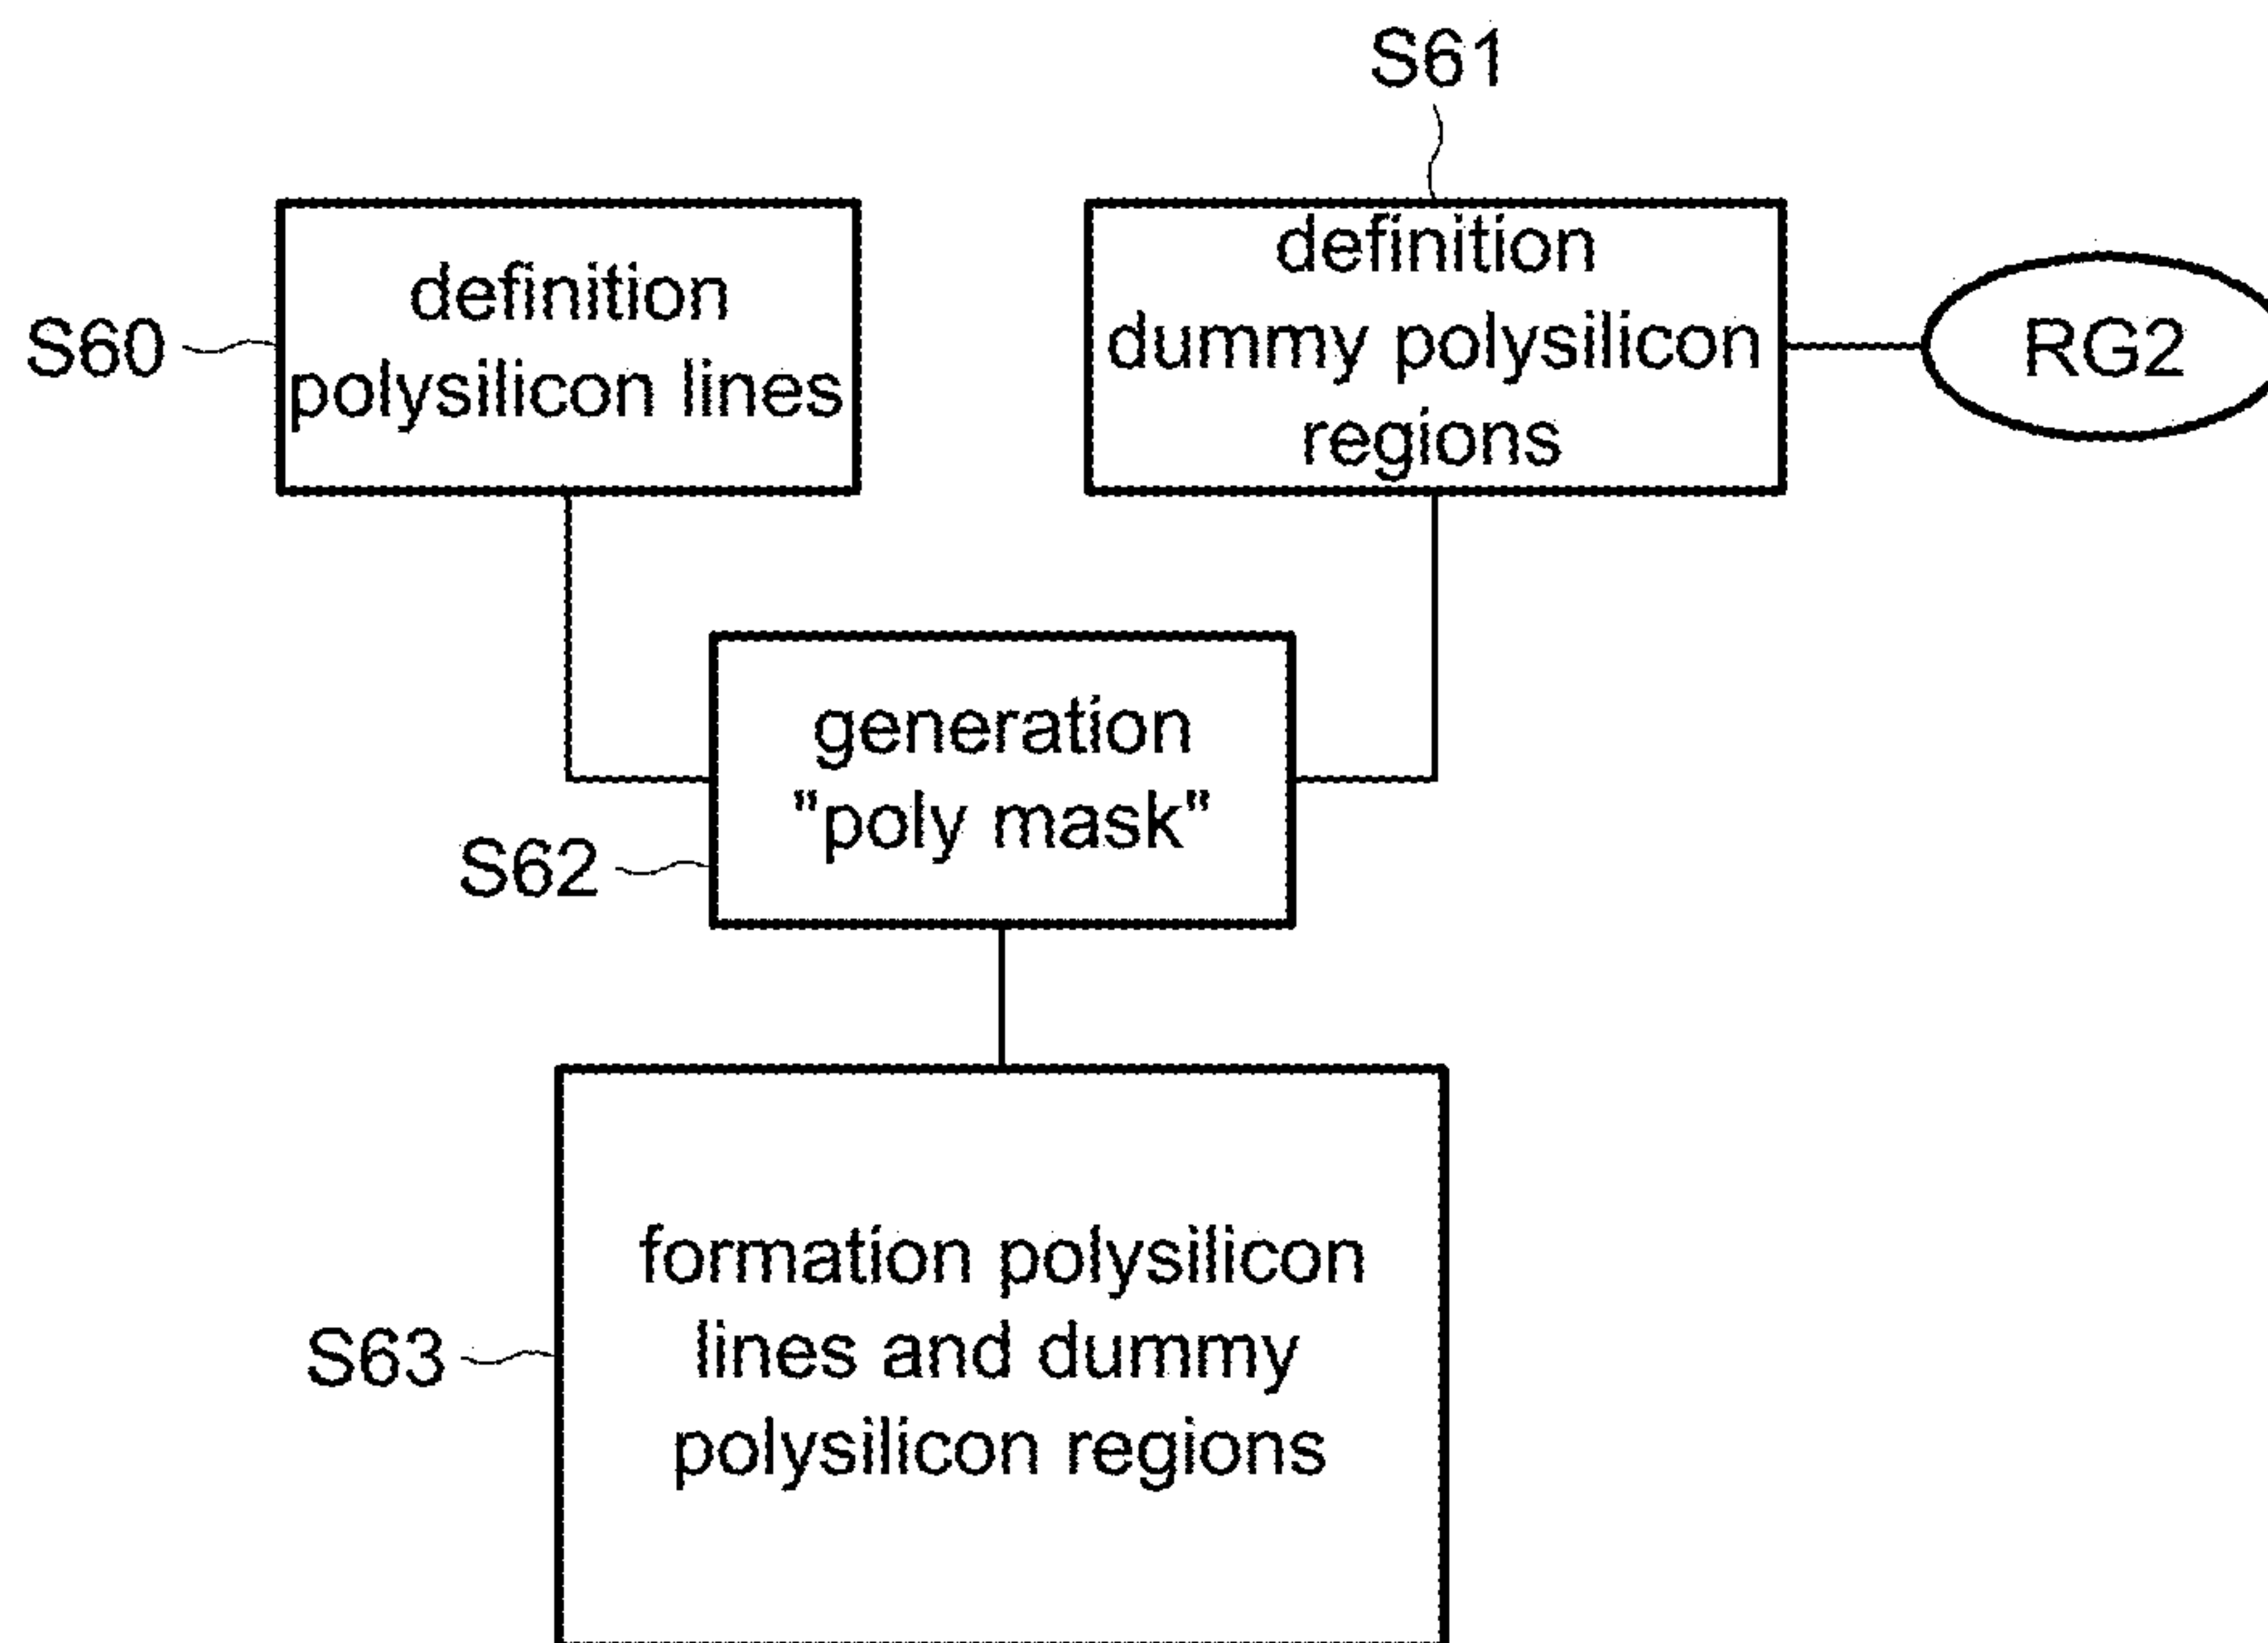 S61
definition
polysilicon lines
S60
definition
dummy polysilicon
regions
RG2
generation
"poly mask"
S62
formation polysilicon
lines and dummy
polysilicon regions
S63